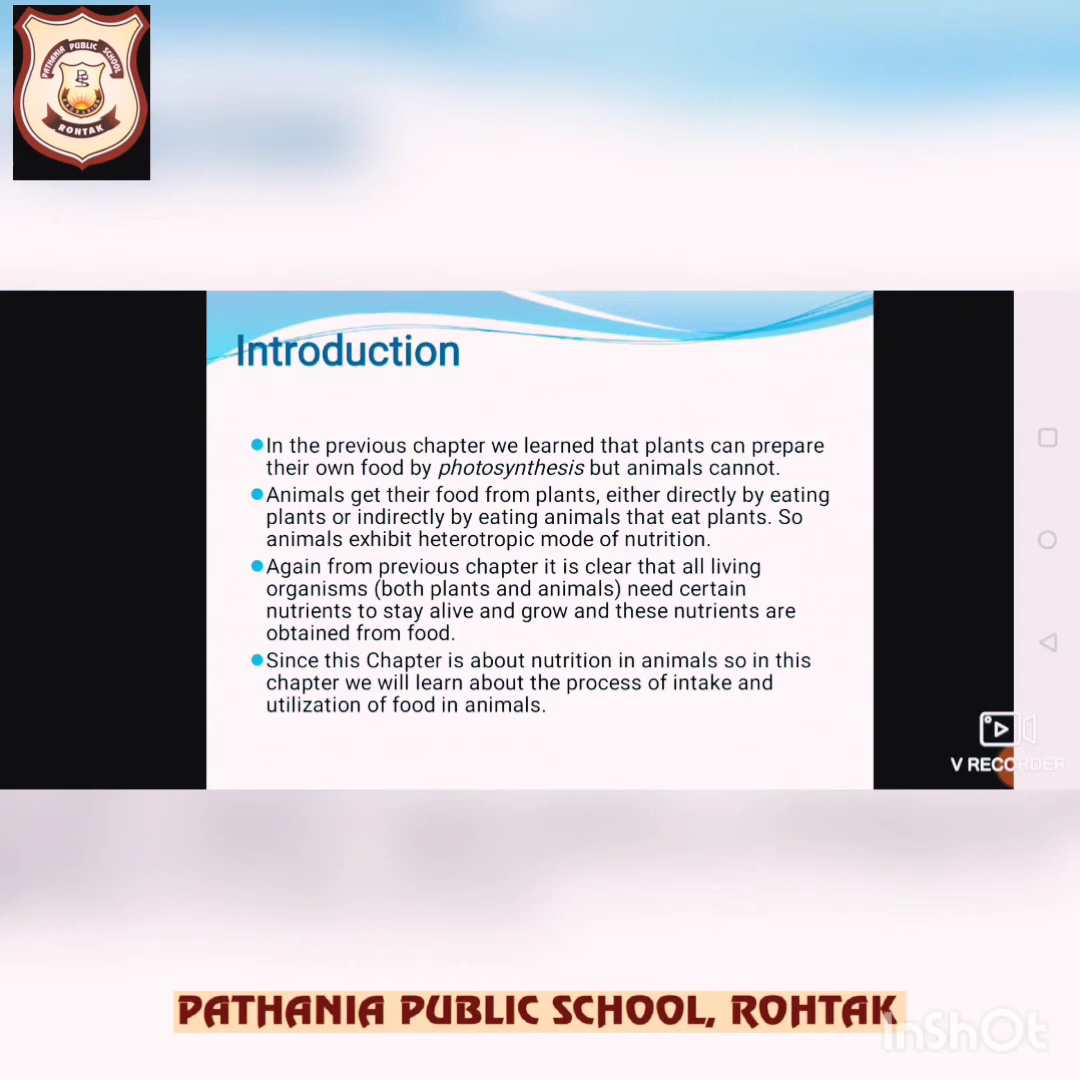 PATHANIA PUBLIC SCHOOL
ROHTAK
Introduction
In the previous chapter we learned that plants can prepare
their own food by photosynthesis but animals cannot.
Animals get their food from plants, either directly by eating
plants or indirectly by eating animals that eat plants. So
animals exhibit heterotropic mode of nutrition.
Again from previous chapter it is clear that all living
organisms (both plants and animals) need certain
nutrients to stay alive and grow and these nutrients are
obtained from food.
Since this Chapter is about nutrition in animals so in this
chapter we will learn about the process of intake and
utilization of food in animals.
V RECORDER
PATHANIA PUBLIC SCHOOL, ROHTAK
InShOt